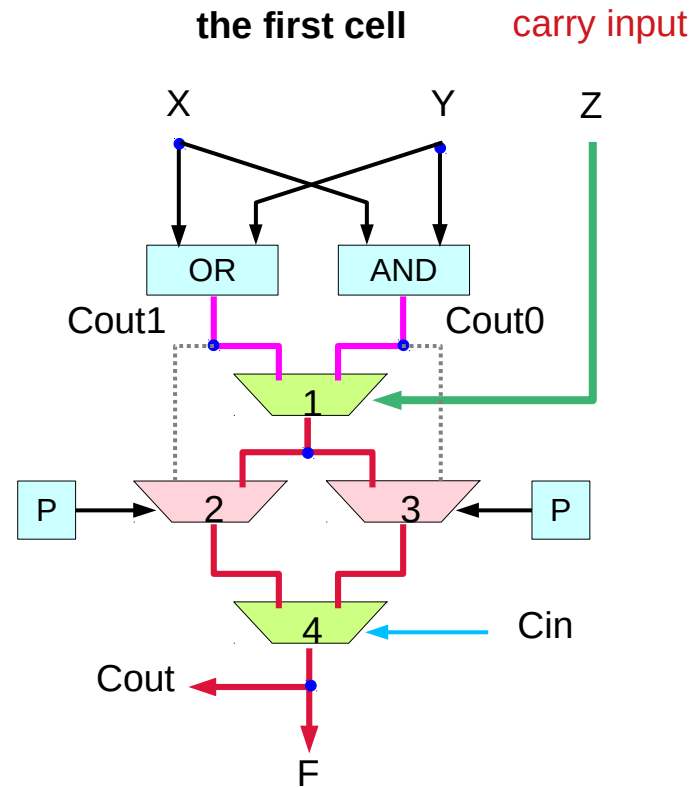 the first cell
carry input
X
Y
Z
OR
AND
Cout1
Cout0
1
P
2
3
P
4
Cin
Cout
F